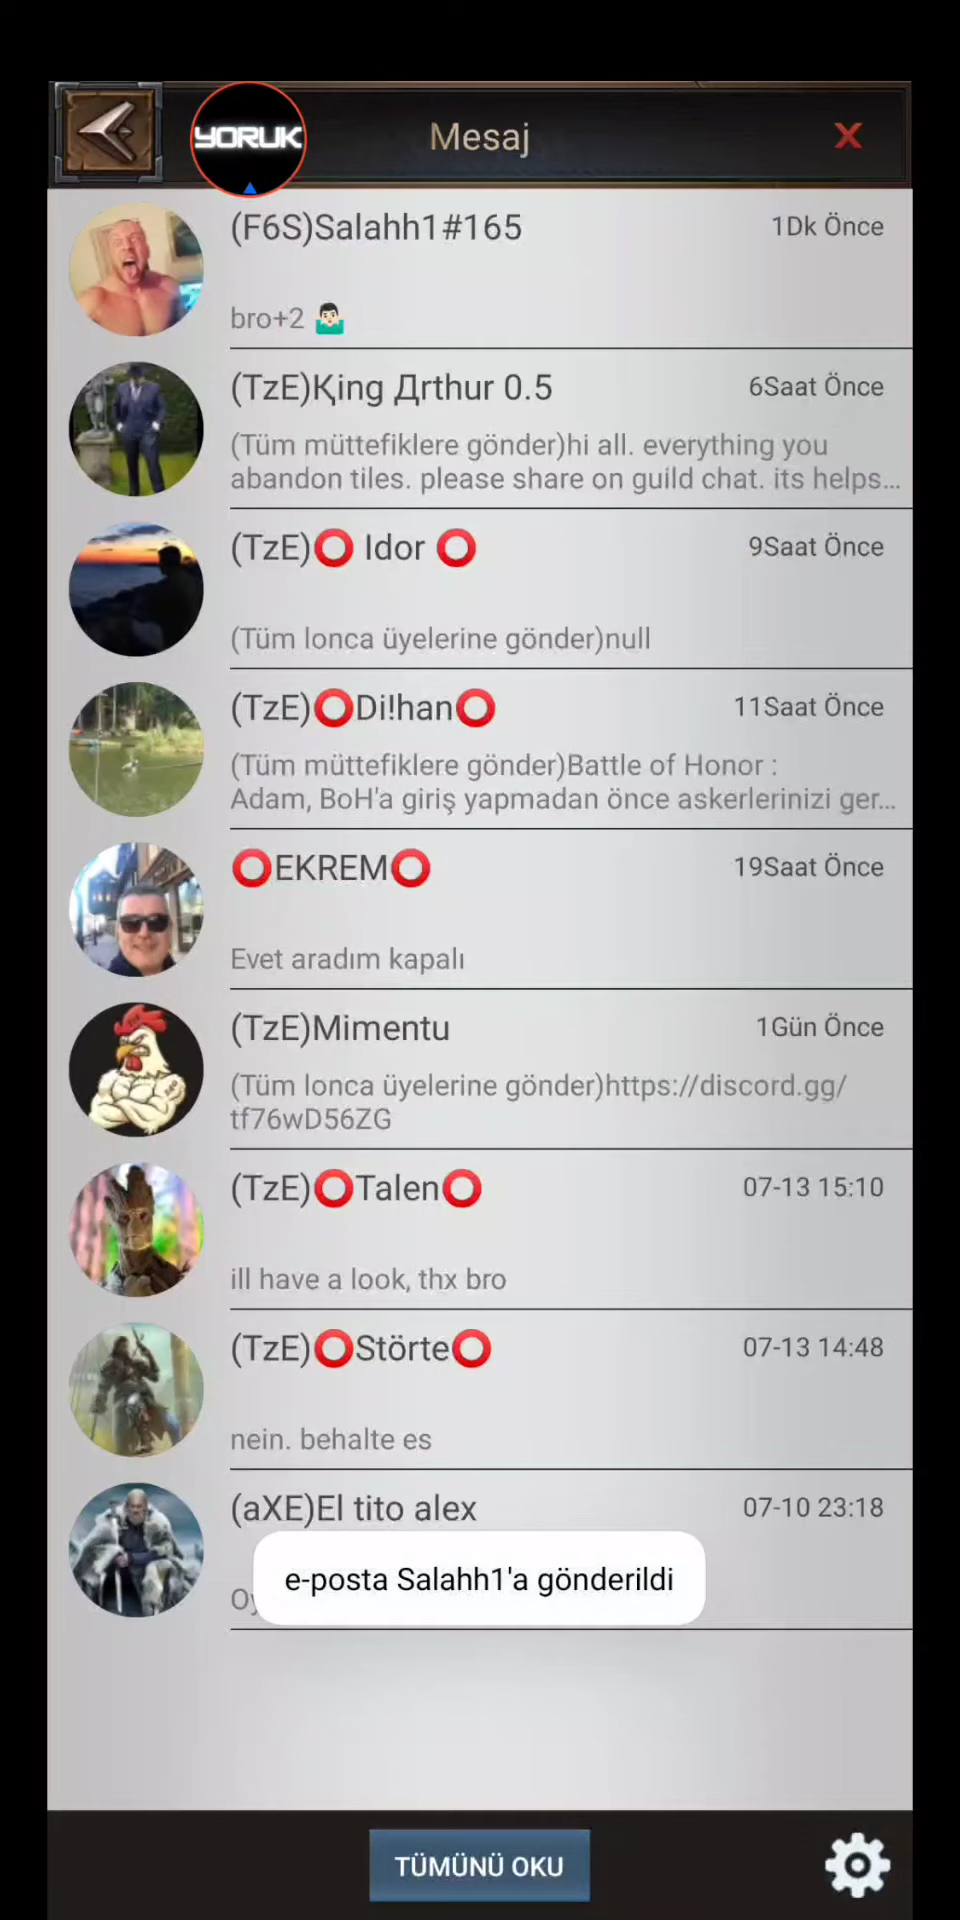 YORUK
Mesaj
X
(F6S)Salahh1#165
1Dk Önce
bro+2 🤷🏻‍♂️
(TzE)Қing Дrthur 0.5
6Saat Önce
(Tüm müttefiklere gönder)hi all. everything you
abandon tiles. please share on guild chat. its helps...
(TzE)⭕ Idor ⭕
9Saat Önce
(Tüm lonca üyelerine gönder)null
(TzE)⭕Di!han⭕
11Saat Önce
(Tüm müttefiklere gönder)Battle of Honor :
Adam, BoH'a giriş yapmadan önce askerlerinizi ger...
⭕EKREM⭕
19Saat Önce
Evet aradım kapalı
(TzE)Mimentu
1Gün Önce
(Tüm lonca üyelerine gönder)https://discord.gg/
tf76wD56ZG
(TzE)⭕Talen⭕
07-13 15:10
ill have a look, thx bro
(TzE)⭕Störte⭕
07-13 14:48
nein. behalte es
(aXE)El tito alex
07-10 23:18
e-posta Salahh1'a gönderildi
TÜMÜNÜ OKU